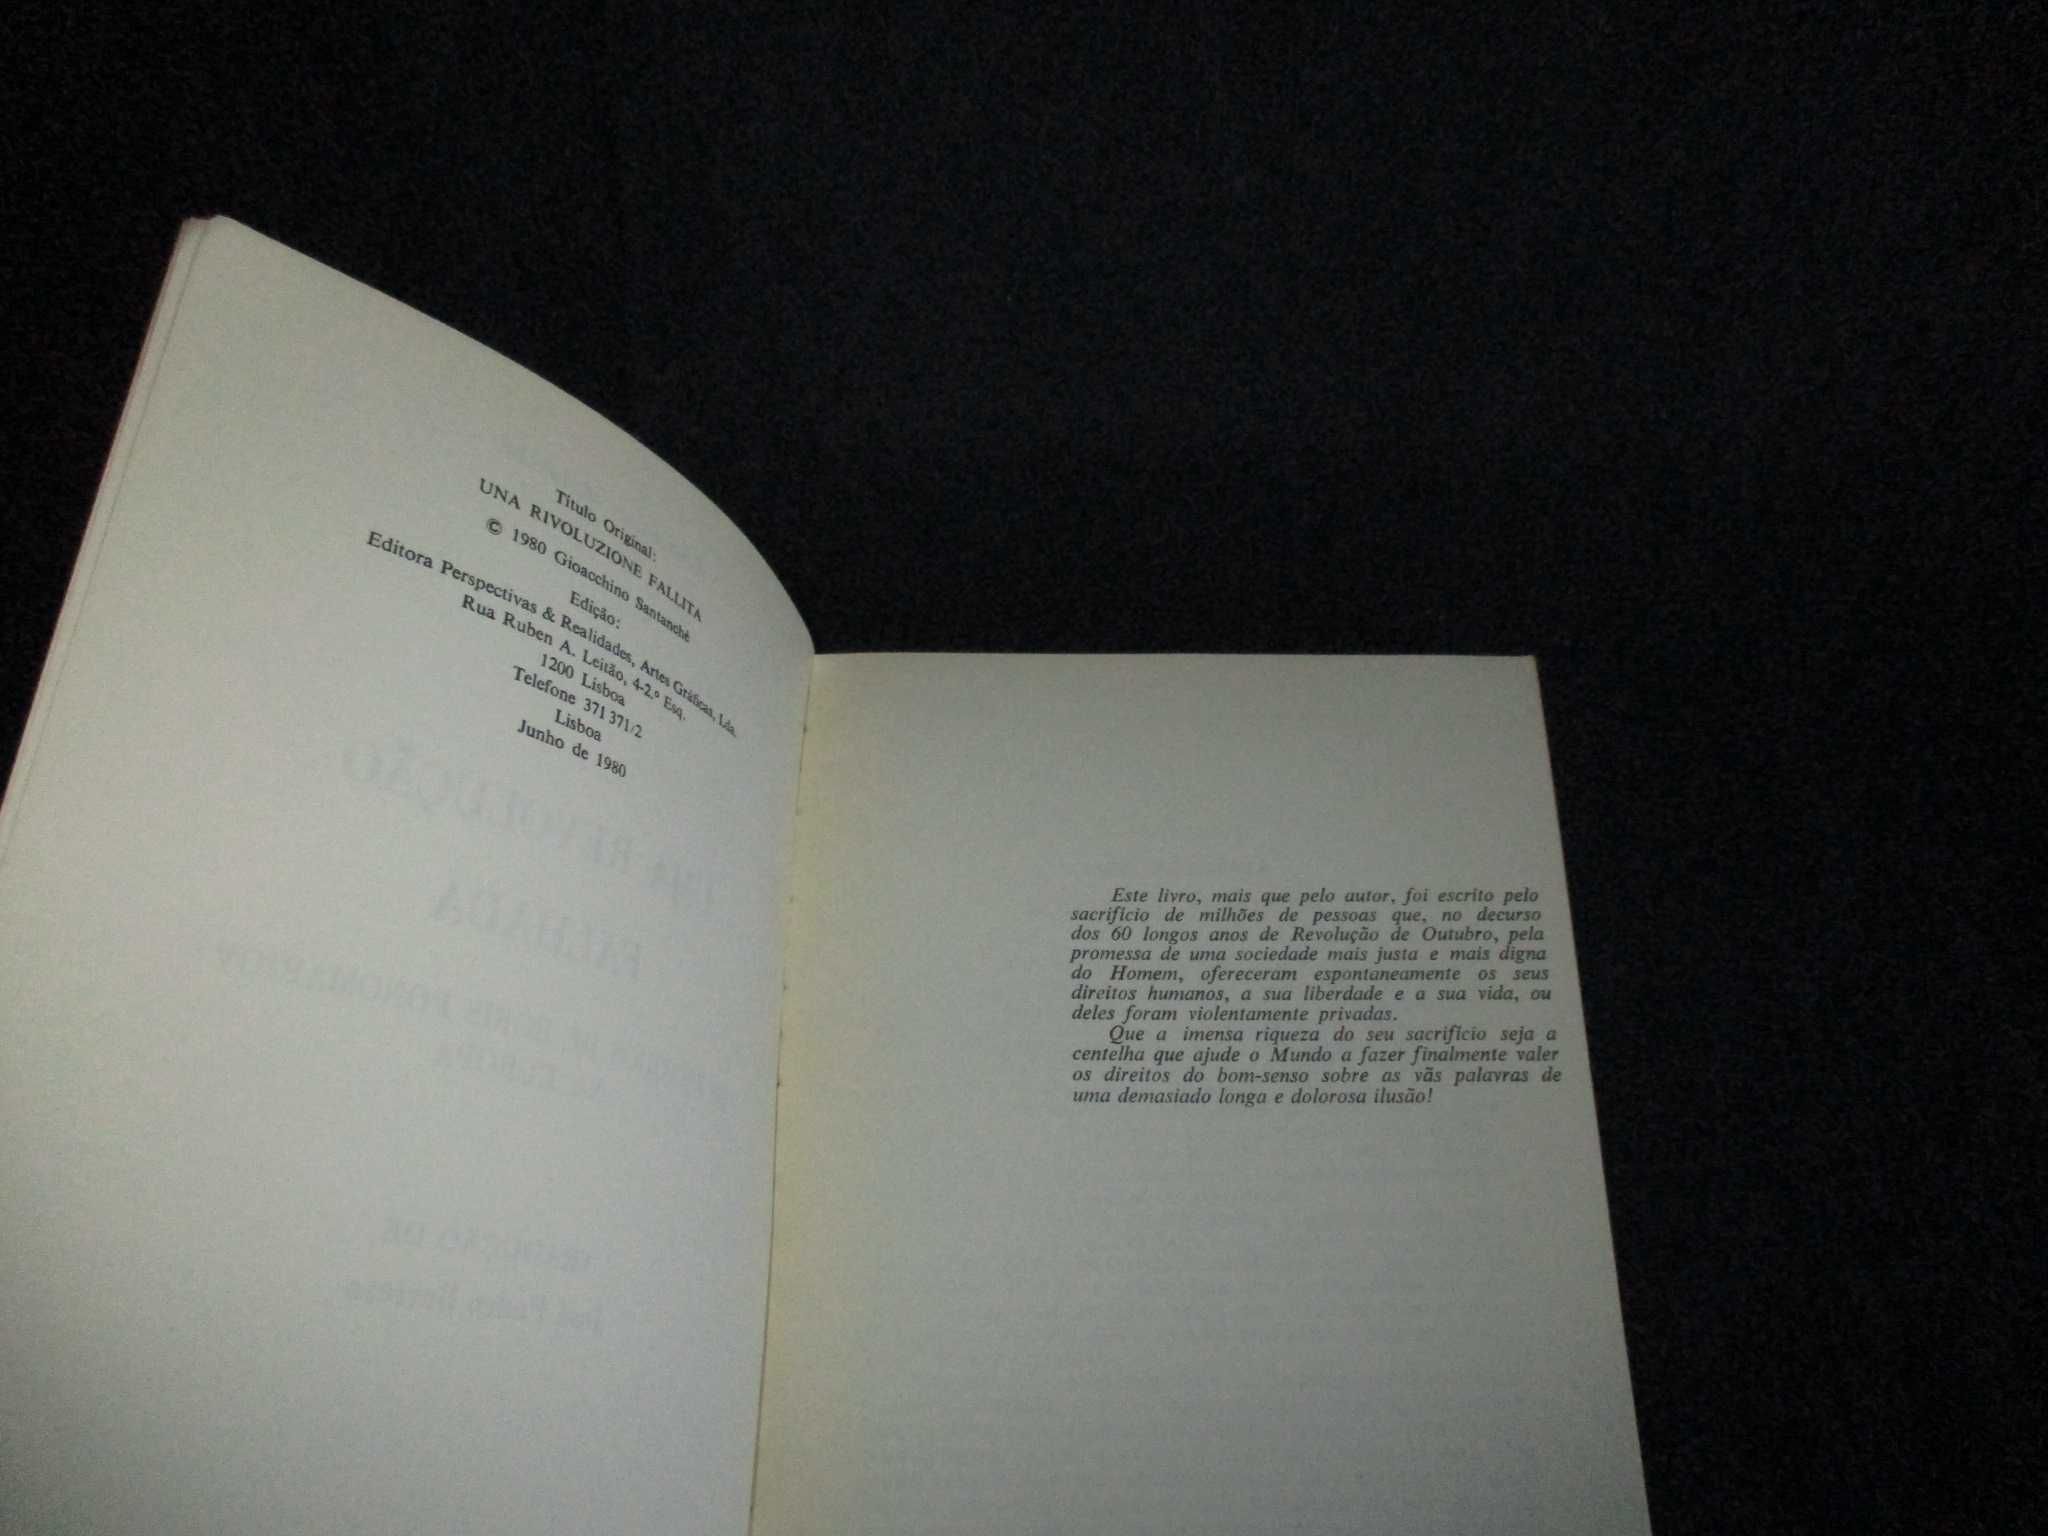 Título Original:
UNA RIVOLUZIONE FALLITA
© 1980 Gioacchino Santanchè
Edição:
Editora Perspectivas & Realidades, Artes Gráficas, Lda.
Rua Ruben A. Leitão, 4-2.º Esq.
1200 Lisboa
Telefone 371 371/2
Lisboa
Junho de 1980
Este livro, mais que pelo autor, foi escrito pelo
sacrifício de milhões de pessoas que, no decurso
dos 60 longos anos de Revolução de Outubro, pela
promessa de uma sociedade mais justa e mais digna
do Homem, ofereceram espontaneamente os seus
direitos humanos, a sua liberdade e a sua vida, ou
deles foram violentamente privadas.
Que a imensa riqueza do seu sacrifício seja a
centelha que ajude o Mundo a fazer finalmente valer
os direitos do bom-senso sobre as vãs palavras de
uma demasiado longa e dolorosa ilusão!